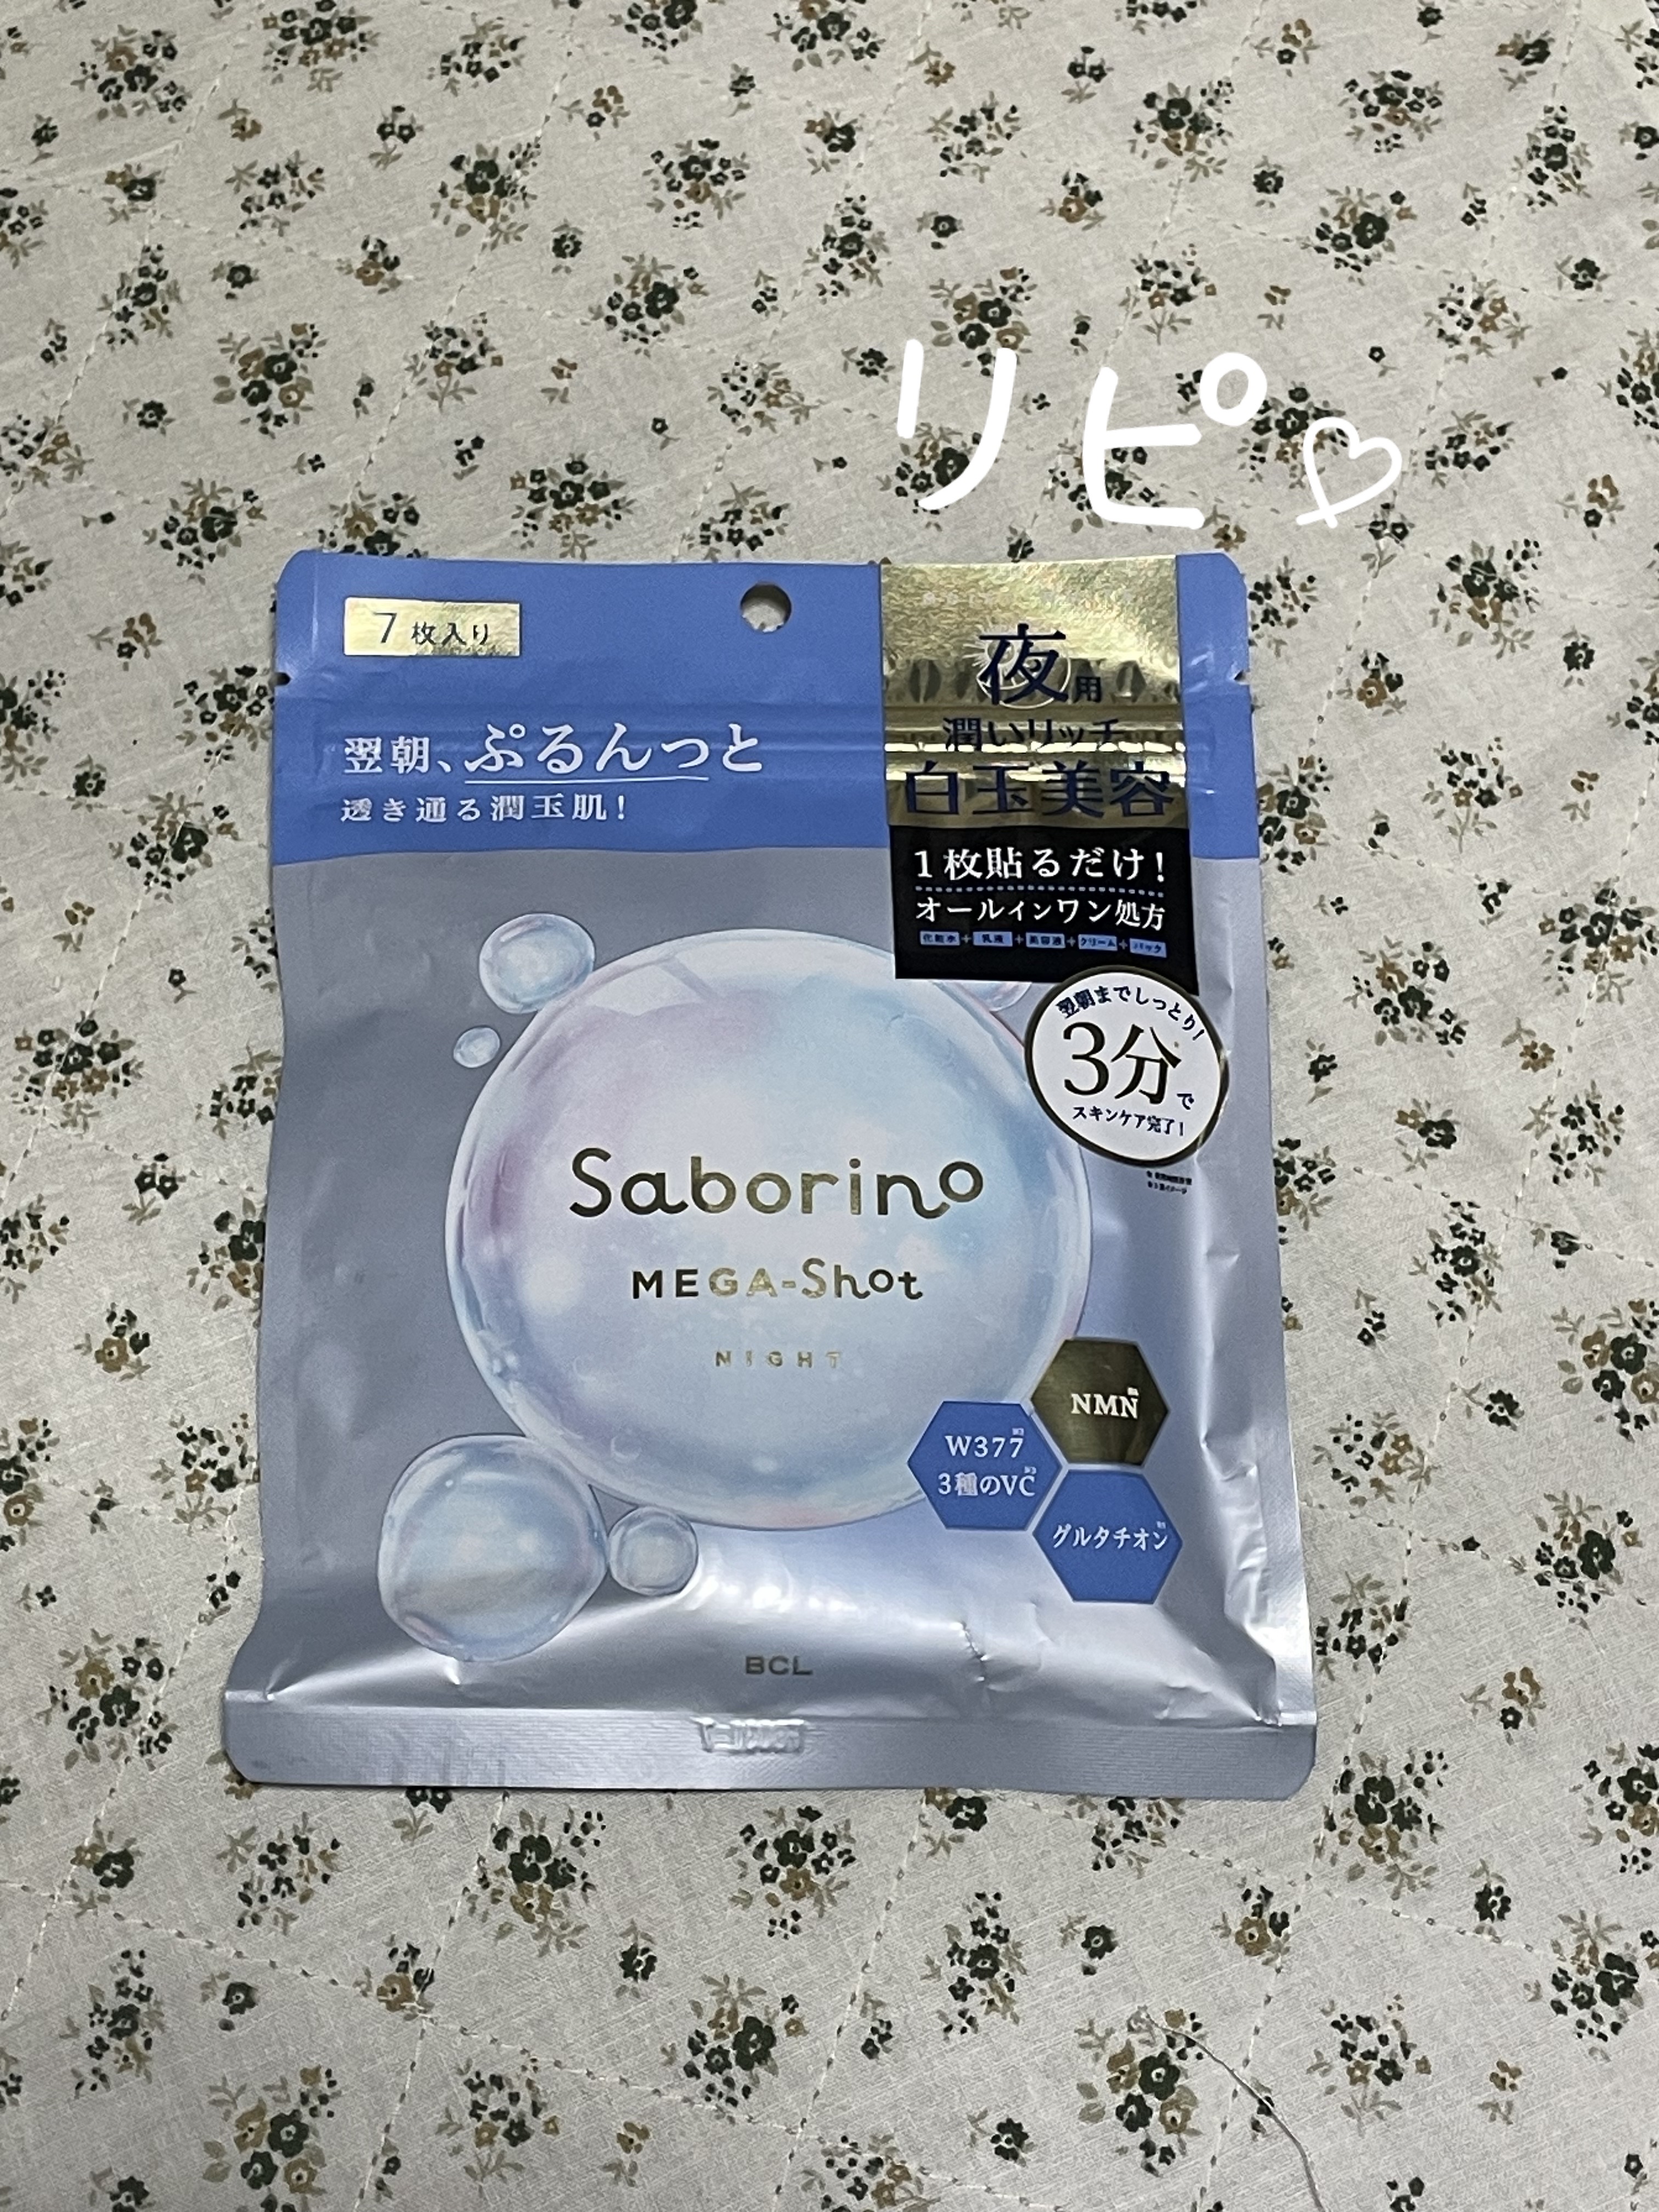 リピ♡
7枚入り
翌朝、ぷるんっと
透き通る潤玉肌!
夜用
潤いリッチ
白玉美容
1枚貼るだけ!
オールインワン処方
化粧水+乳液+美容液+クリーム+パック
翌朝までしっとり!
3分で
スキンケア完了!
Saborino
MEGA-Shot
NIGHT
NMN
W377
3種のVC
グルタチオン
BCL